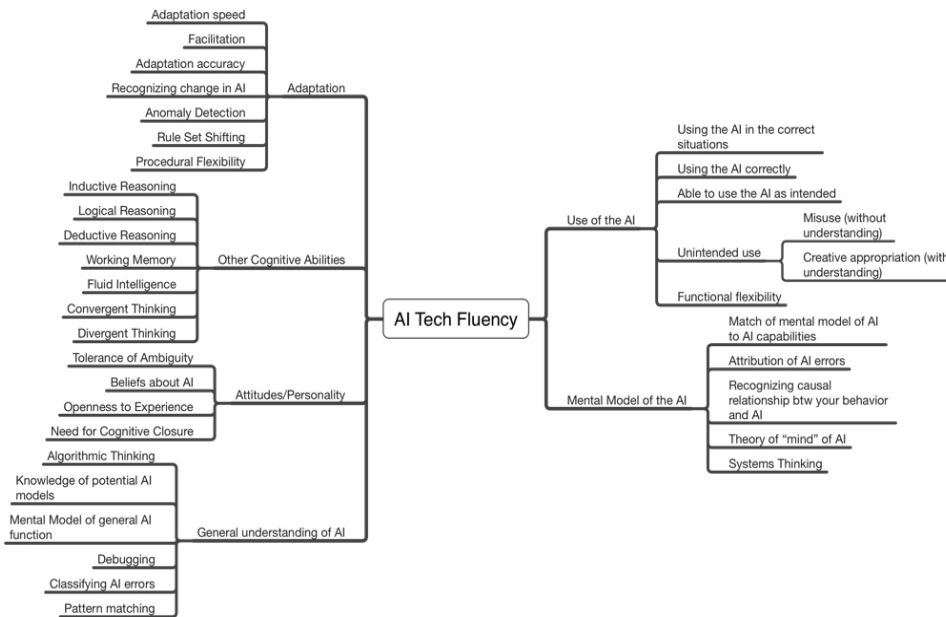 Adaptation speed
Facilitation
Adaptation accuracy
Recognizing change in AI
Anomaly Detection
Rule Set Shifting
Procedural Flexibility
Adaptation
Inductive Reasoning
Logical Reasoning
Deductive Reasoning
Working Memory
Fluid Intelligence
Convergent Thinking
Divergent Thinking
Other Cognitive Abilities
Tolerance of Ambiguity
Beliefs about AI
Openness to Experience
Need for Cognitive Closure
Attitudes/Personality
Algorithmic Thinking
Knowledge of potential AI
models
Mental Model of general AI
function
Debugging
Classifying AI errors
Pattern matching
General understanding of AI
AI Tech Fluency
Use of the AI
Using the AI in the correct
situations
Using the AI correctly
Able to use the AI as intended
Unintended use
Misuse (without
understanding)
Creative appropriation (with
understanding)
Functional flexibility
Mental Model of the AI
Match of mental model of AI
to AI capabilities
Attribution of AI errors
Recognizing causal
relationship btw your behavior
and AI
Theory of “mind” of AI
Systems Thinking